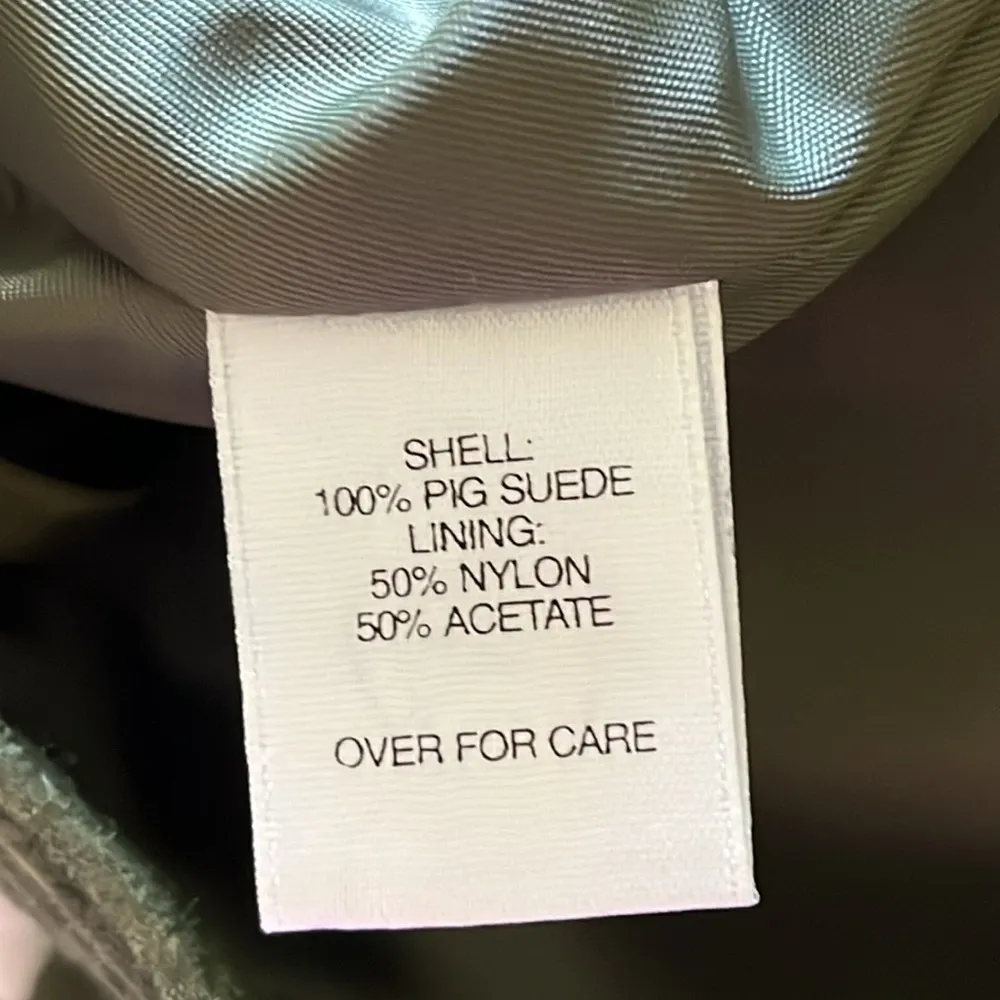 SHELL:
100% PIG SUEDE
LINING:
50% NYLON
50% ACETATE
OVER FOR CARE